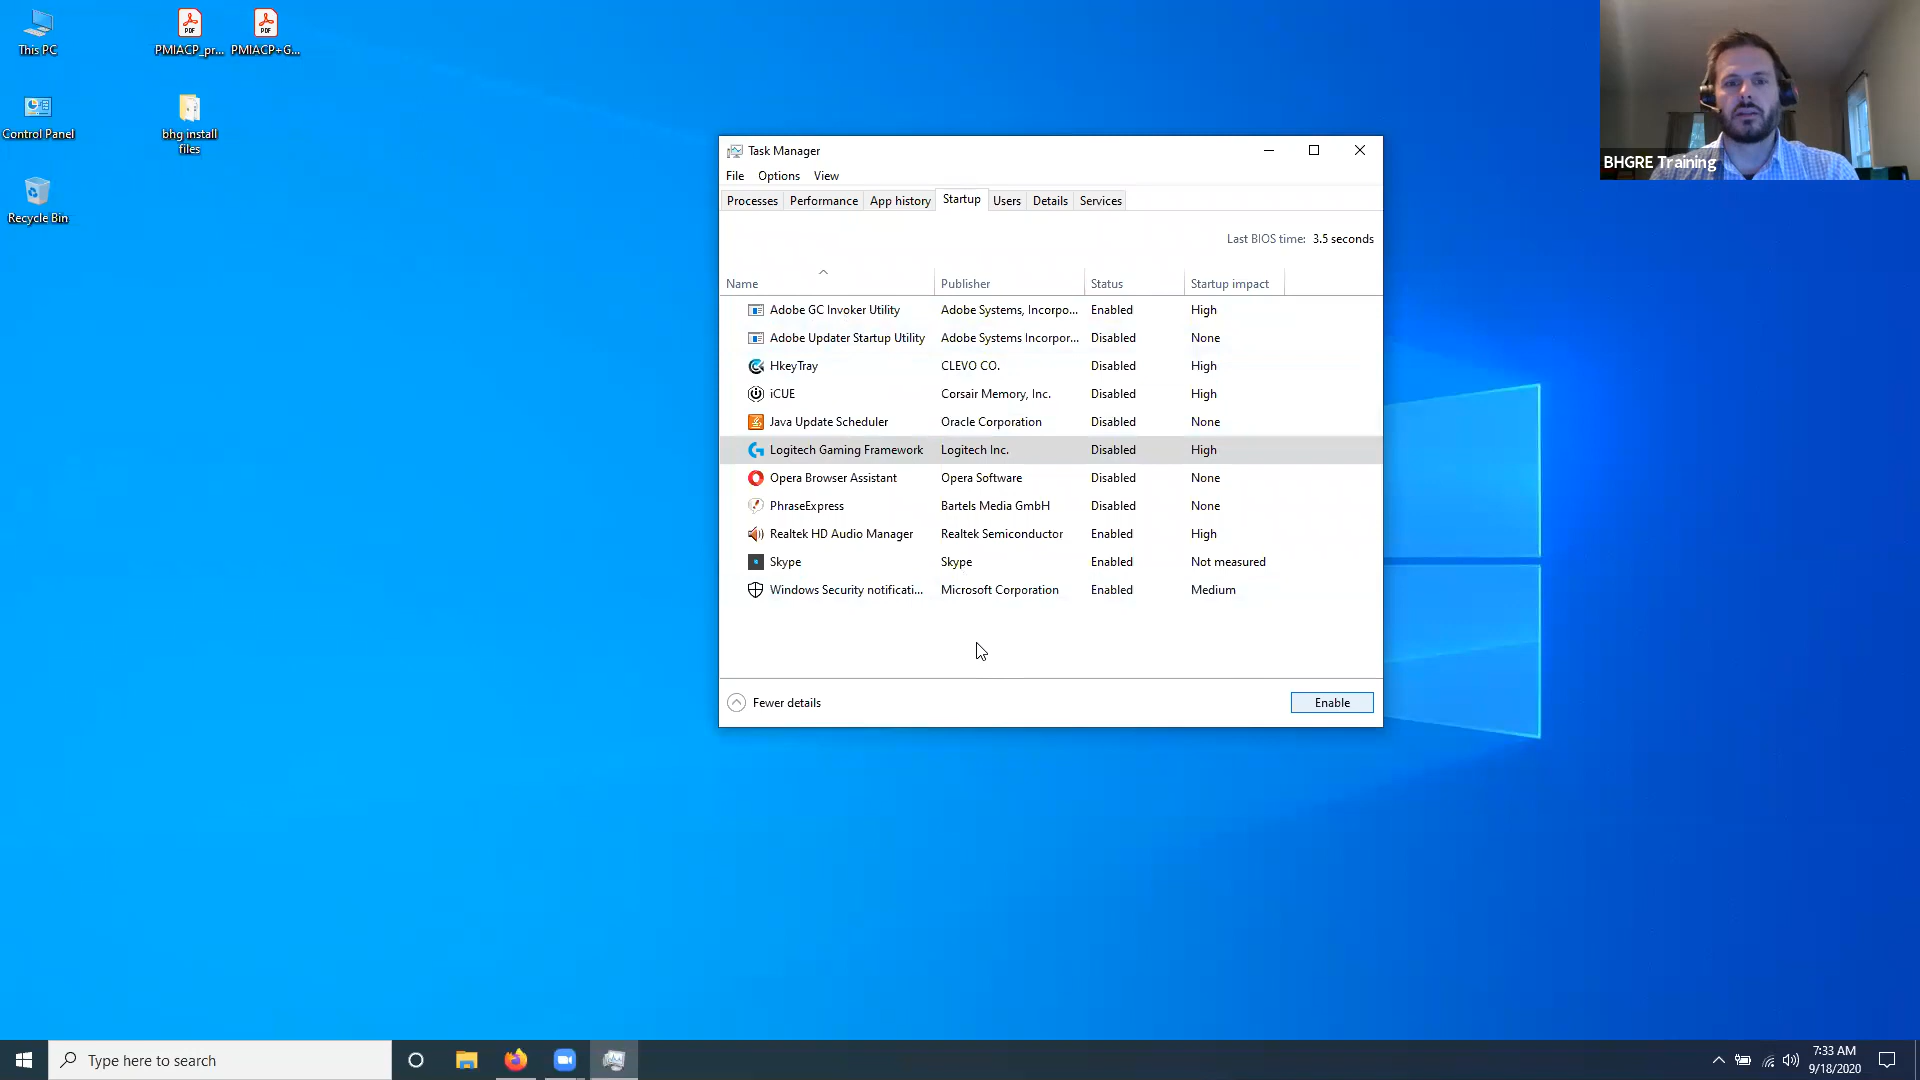 This PC
PMIACP_pr...
PMIACP+G...
Control Panel
bhg install
files
Recycle Bin
BHGRE Training
Task Manager
File Options View
Processes Performance App history Startup Users Details Services
Last BIOS time: 3.5 seconds
Name Publisher Status Startup impact
Adobe GC Invoker Utility Adobe Systems, Incorpo... Enabled High
Adobe Updater Startup Utility Adobe Systems Incorpor... Disabled None
HkeyTray CLEVO CO. Disabled High
iCUE Corsair Memory, Inc. Disabled High
Java Update Scheduler Oracle Corporation Disabled None
Logitech Gaming Framework Logitech Inc. Disabled High
Opera Browser Assistant Opera Software Disabled None
PhraseExpress Bartels Media GmbH Disabled None
Realtek HD Audio Manager Realtek Semiconductor Enabled High
Skype Skype Enabled Not measured
Windows Security notificati... Microsoft Corporation Enabled Medium
Fewer details Enable
Type here to search
7:33 AM
9/18/2020